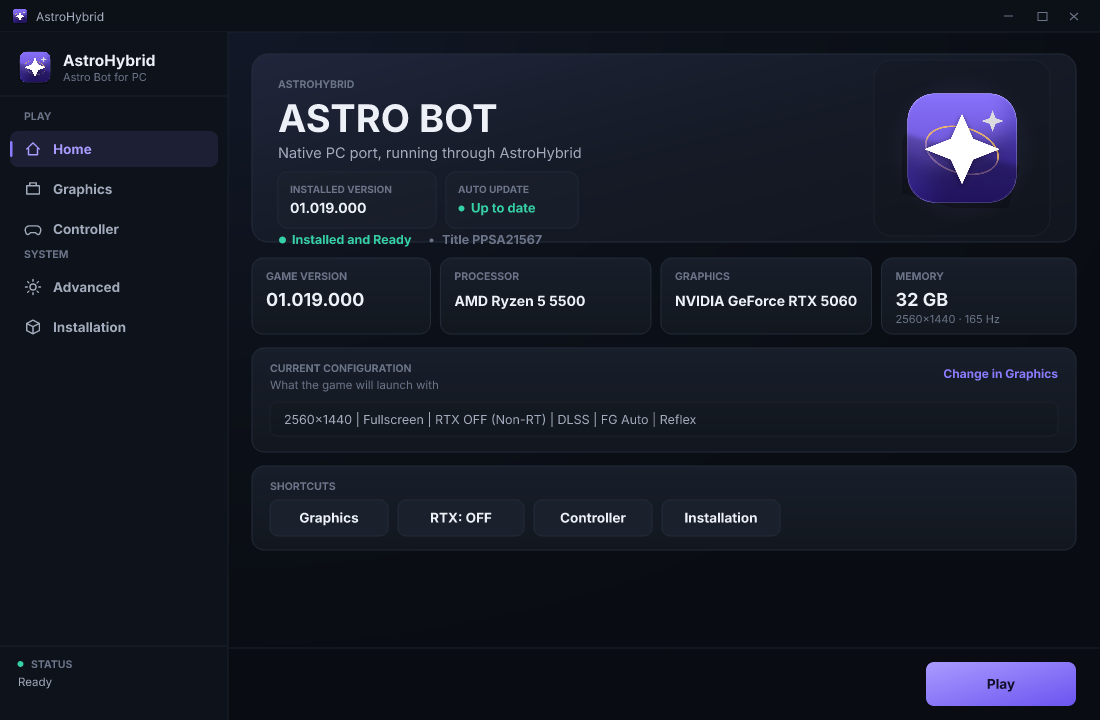 AstroHybrid
AstroHybrid
Astro Bot for PC
PLAY
Home
Graphics
Controller
SYSTEM
Advanced
Installation
STATUS
Ready
ASTROHYBRID
ASTRO BOT
Native PC port, running through AstroHybrid
INSTALLED VERSION
01.019.000
AUTO UPDATE
Up to date
Installed and Ready • Title PPSA21567
GAME VERSION
01.019.000
PROCESSOR
AMD Ryzen 5 5500
GRAPHICS
NVIDIA GeForce RTX 5060
MEMORY
32 GB
2560×1440 · 165 Hz
CURRENT CONFIGURATION
What the game will launch with
Change in Graphics
2560×1440 | Fullscreen | RTX OFF (Non-RT) | DLSS | FG Auto | Reflex
SHORTCUTS
Graphics
RTX: OFF
Controller
Installation
Play